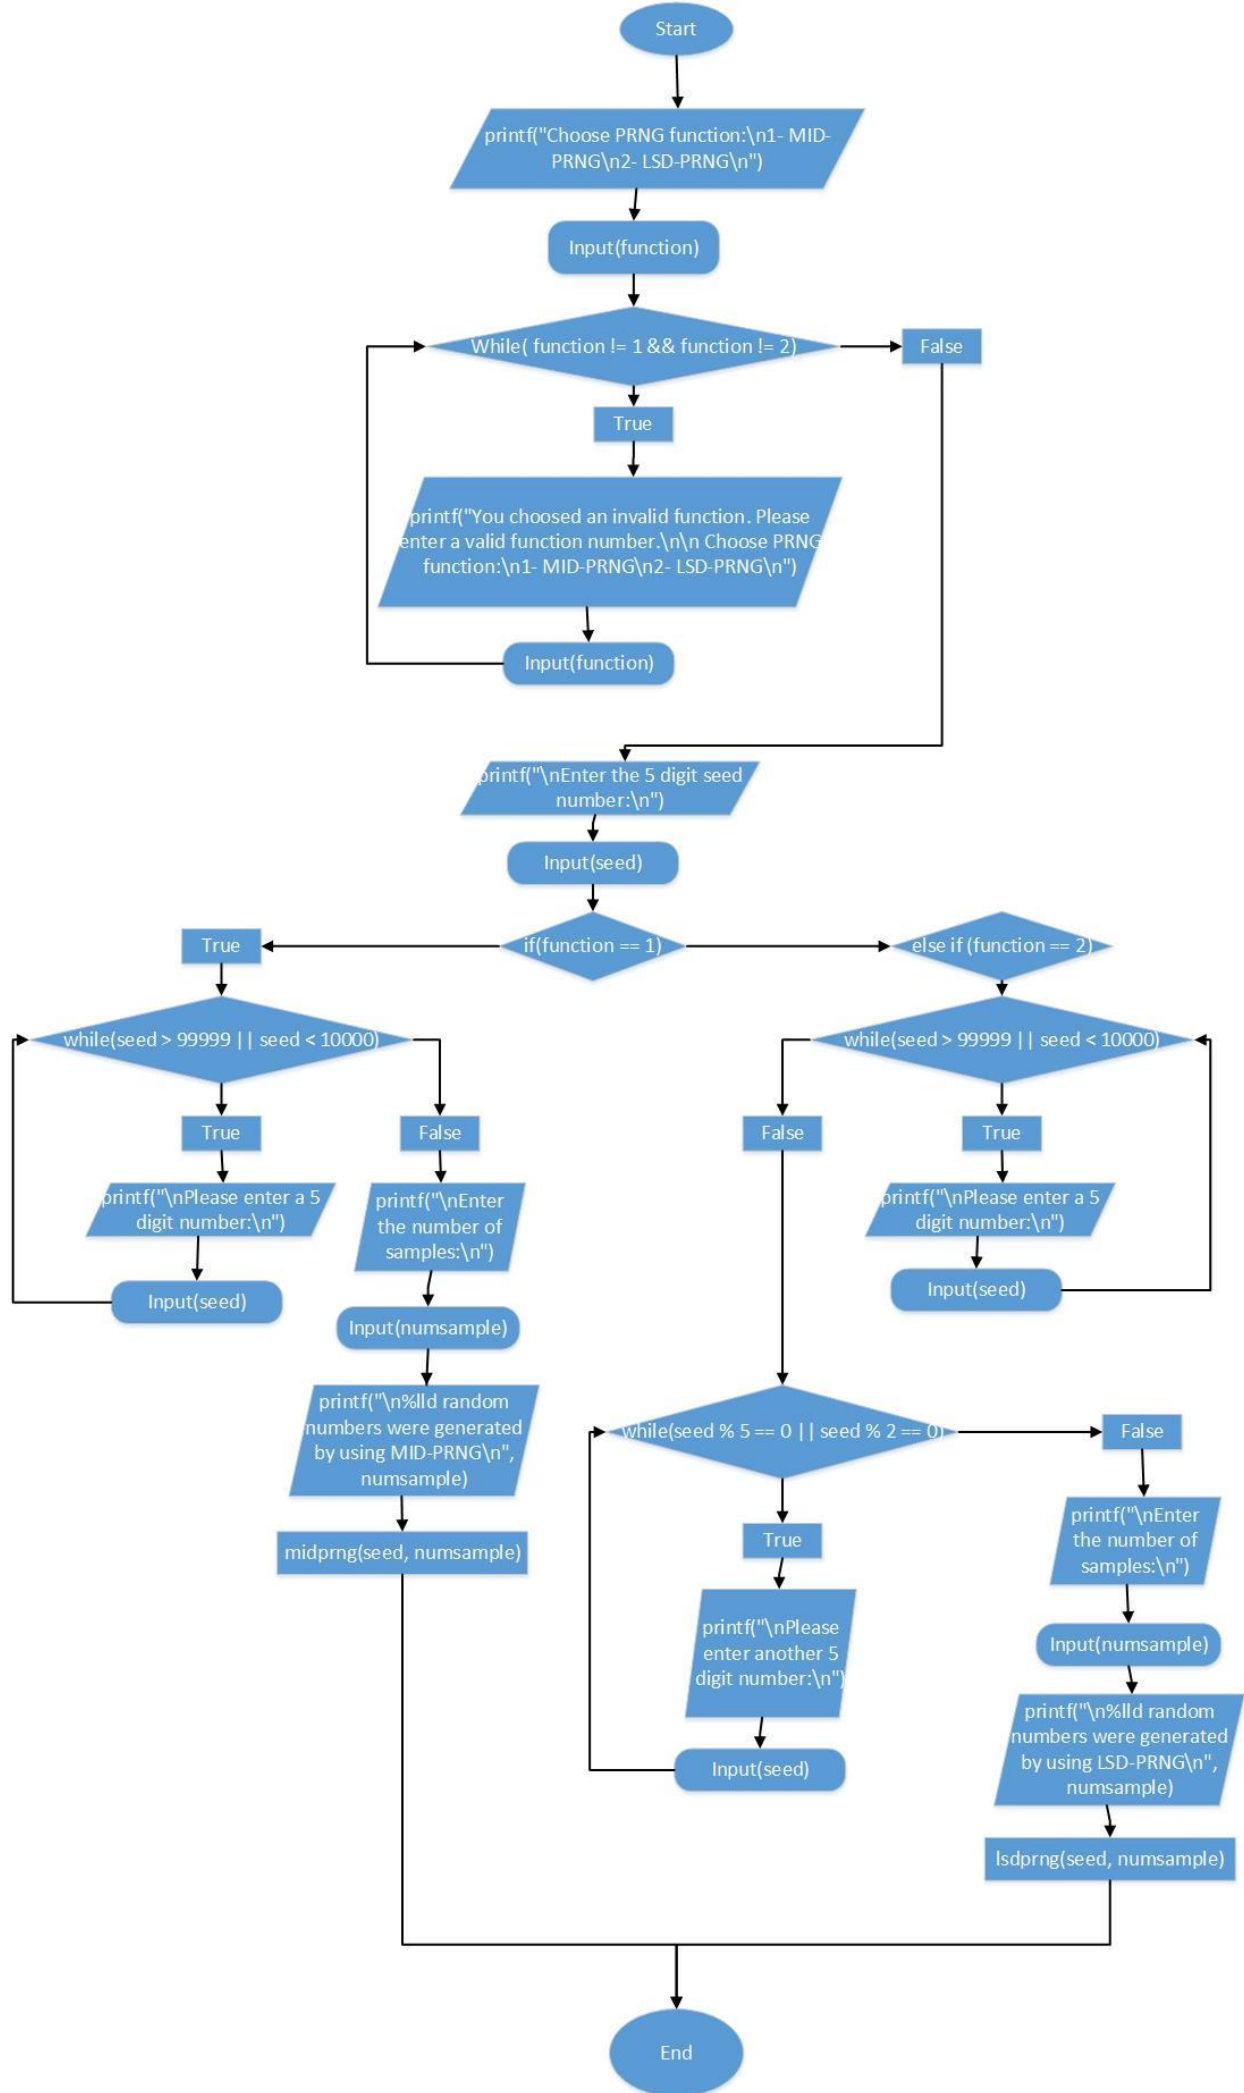 Start
printf("Choose PRNG function:\n1- MID-
PRNG\n2- LSD-PRNG\n")
Input(function)
While( function != 1 && function != 2)
False
True
printf("You choosed an invalid function. Please
enter a valid function number.\n\n Choose PRNG
function:\n1- MID-PRNG\n2- LSD-PRNG\n")
Input(function)
printf("\nEnter the 5 digit seed
number:\n")
Input(seed)
True
if(function == 1)
else if (function == 2)
while(seed > 99999 || seed < 10000)
while(seed > 99999 || seed < 10000)
True
False
False
True
printf("\nPlease enter a 5
digit number:\n")
printf("\nEnter
the number of
samples:\n")
printf("\nPlease enter a 5
digit number:\n")
Input(seed)
Input(seed)
Input(numsample)
printf("\n%lld random
numbers were generated
by using MID-PRNG\n",
numsample)
while(seed % 5 == 0 || seed % 2 == 0)
False
midprng(seed, numsample)
True
printf("\nEnter
the number of
samples:\n")
printf("\nPlease
enter another 5
digit number:\n")
Input(numsample)
Input(seed)
printf("\n%lld random
numbers were generated
by using LSD-PRNG\n",
numsample)
lsdprng(seed, numsample)
End